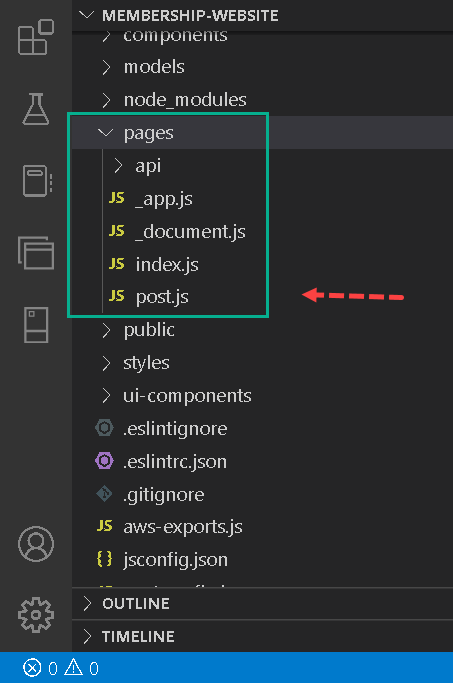 MEMBERSHIP-WEBSITE
components
models
node_modules
pages
api
JS _app.js
JS _document.js
JS index.js
JS post.js
public
styles
ui-components
.eslintignore
.eslintrc.json
.gitignore
JS aws-exports.js
{ } jsconfig.json
OUTLINE
TIMELINE
0 0